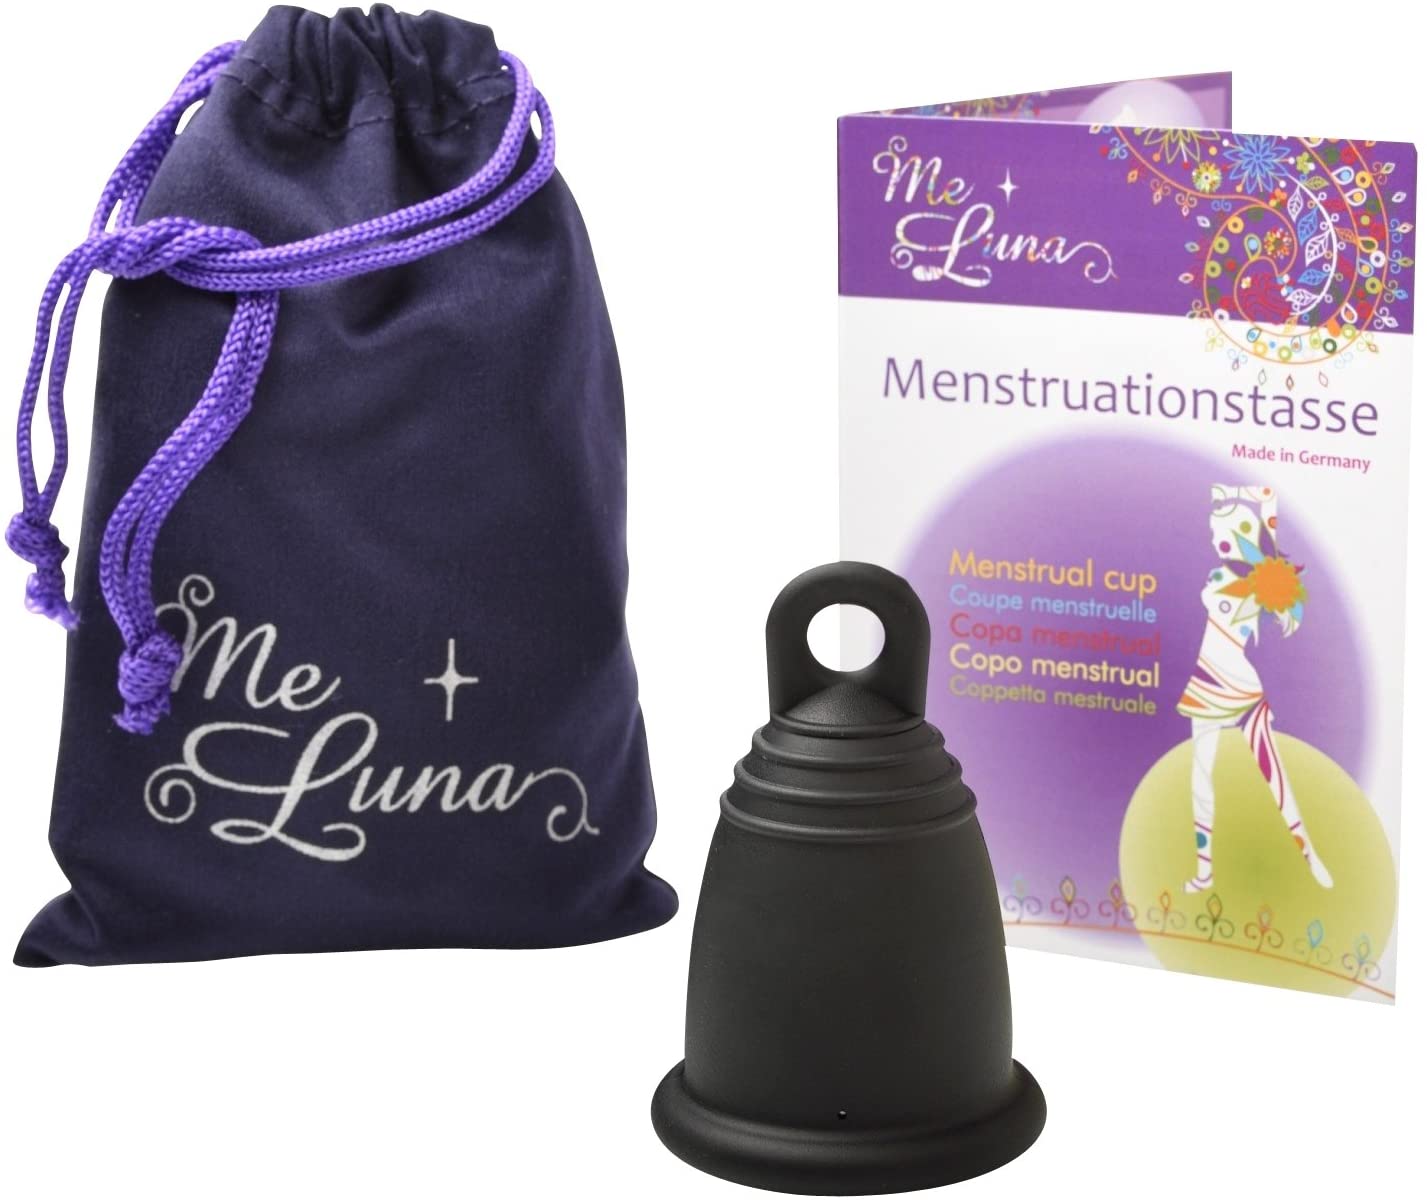 Me
Luna
Me
Luna
Menstruationstasse
Made in Germany
Menstrual cup
Coupe menstruelle
Copa menstrual
Copo menstrual
Coppetta mestruale